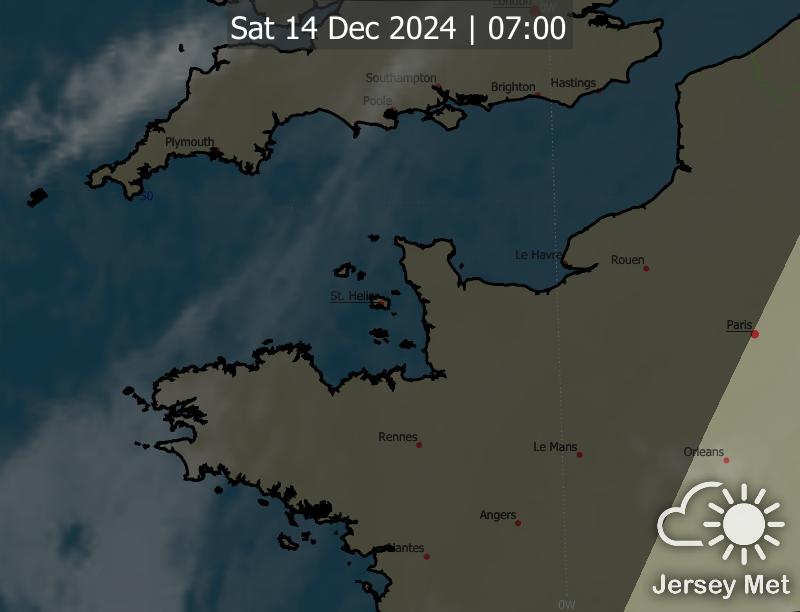 London
0W
Sat 14 Dec 2024 | 07:00
Southampton
Brighton
Hastings
Poole
Plymouth
50
Le Havre
Rouen
St. Helier
Paris
Rennes
Le Mans
Orleans
Angers
Nantes
Jersey Met
0W